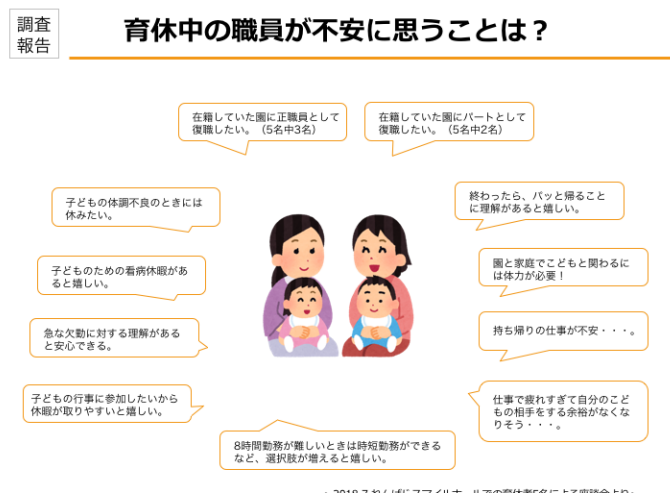 調査
報告
育休中の職員が不安に思うことは？
在籍していた園に正職員として
復職したい。（5名中3名）
在籍していた園にパートとして
復職したい。（5名中2名）
子どもの体調不良のときには
休みたい。
終わったら、パッと帰ること
に理解があると嬉しい。
子どものための看病休暇があ
ると嬉しい。
園と家庭でこどもと関わるに
は体力が必要！
急な欠勤に対する理解がある
と安心できる。
持ち帰りの仕事が不安・・・。
子どもの行事に参加したいから
休暇が取りやすいと嬉しい。
仕事で疲れすぎて自分のこど
もの相手をする余裕がなくな
りそう・・・。
8時間勤務が難しいときは時短勤務ができる
など、選択肢が増えると嬉しい。